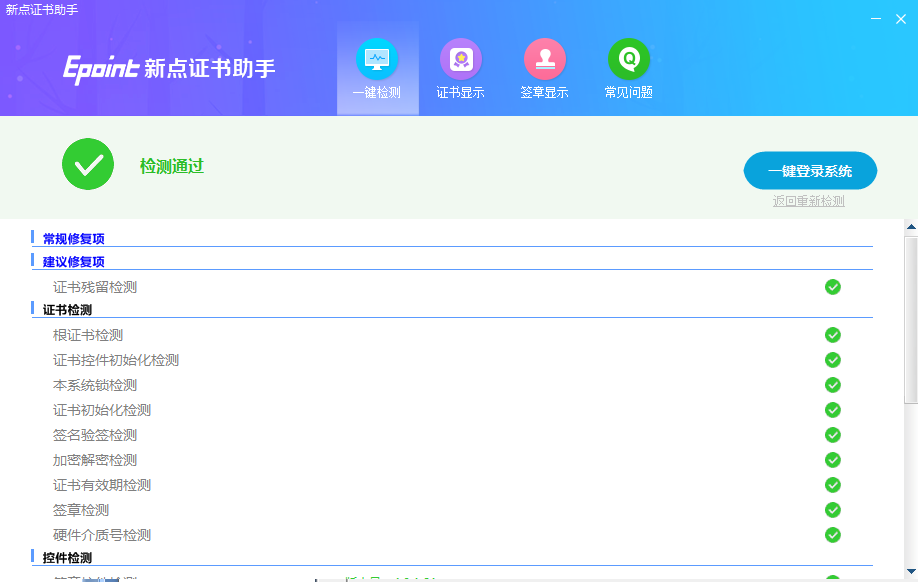 新点证书助手
Epoint 新点证书助手
一键检测
证书显示
签章显示
常见问题
检测通过
一键登录系统
返回重新检测
常规修复项
建议修复项
证书残留检测
证书检测
根证书检测
证书控件初始化检测
本系统锁检测
证书初始化检测
签名验签检测
加密解密检测
证书有效期检测
签章检测
硬件介质号检测
控件检测